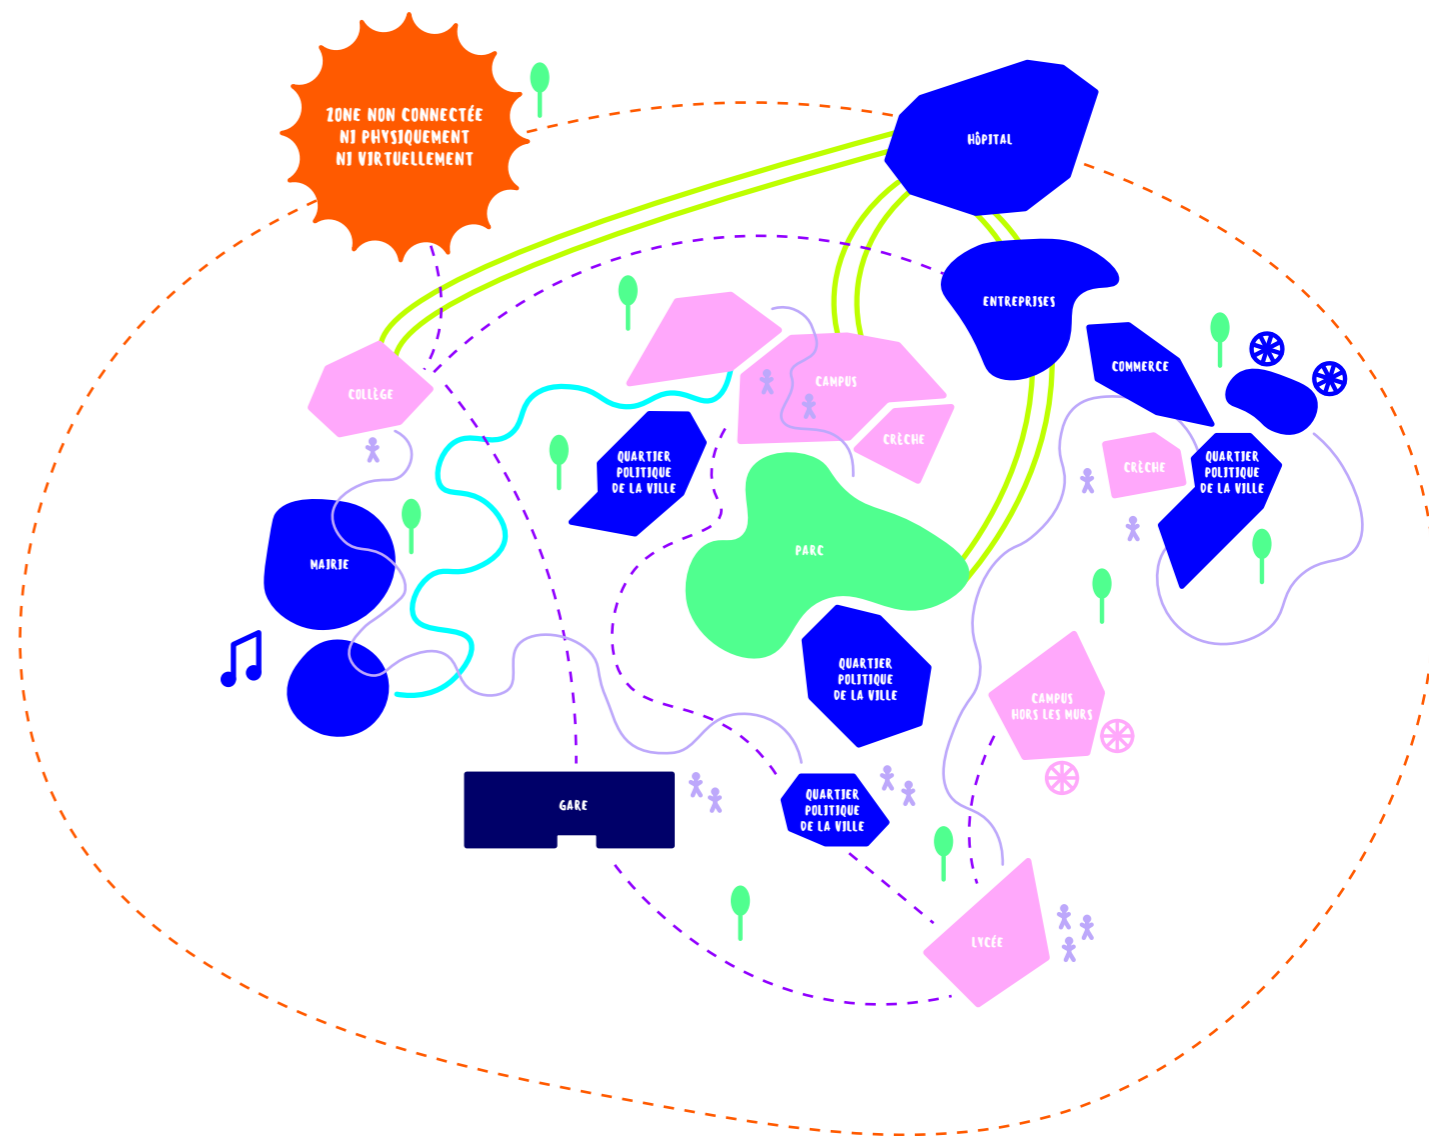 ZONE NON CONNECTÉE
NI PHYSIQUEMENT
NI VIRTUELLEMENT
HÔPITAL
ENTREPRISES
COMMERCE
COLLÈGE
CAMPUS
CRÈCHE
QUARTIER
POLITIQUE
DE LA VILLE
CRÈCHE
QUARTIER
POLITIQUE
DE LA VILLE
MAIRIE
PARC
QUARTIER
POLITIQUE
DE LA VILLE
CAMPUS
HORS LES MURS
GARE
QUARTIER
POLITIQUE
DE LA VILLE
LYCÉE